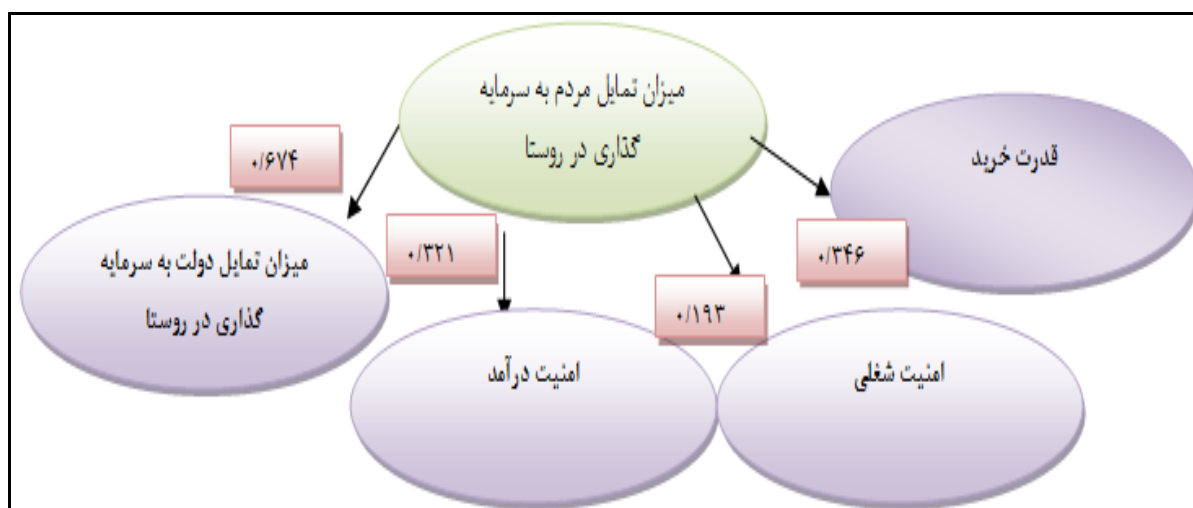 میزان تمایل مردم به سرمایه
گذاری در روستا
قدرت خرید
۰/۶۷۴
۰/۳۲۱
۰/۱۹۳
۰/۳۴۶
میزان تمایل دولت به سرمایه
گذاری در روستا
امنیت درآمد
امنیت شغلی